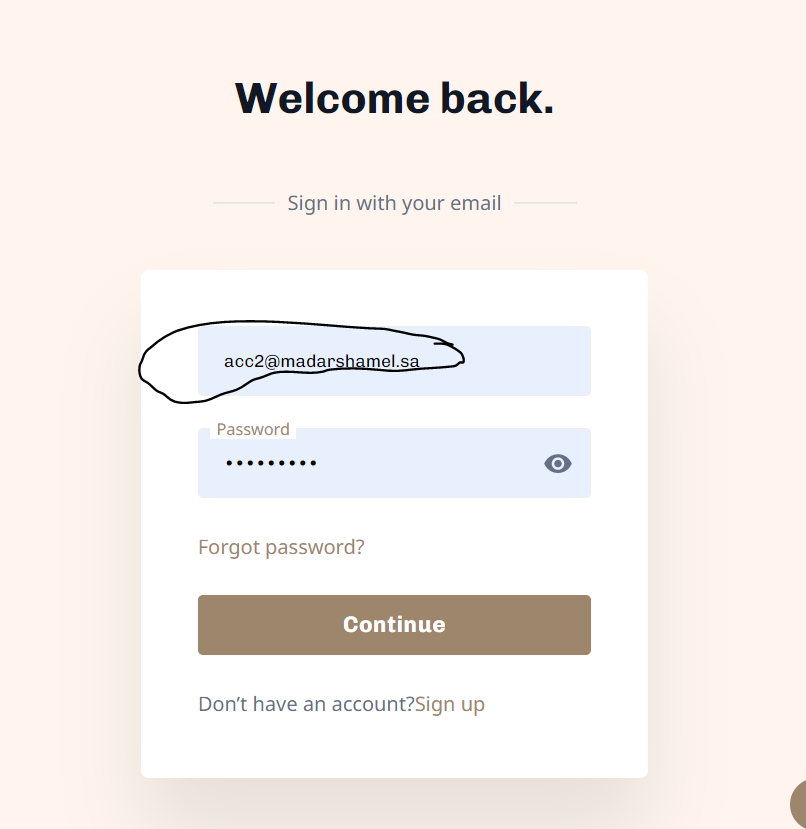 Welcome back.
Sign in with your email
acc2@madarshamel.sa
Password
•••••••••
Forgot password?
Continue
Don’t have an account?Sign up